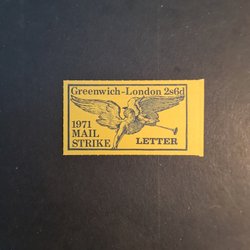 Greenwich-London 2s6d
1971
MAIL
STRIKE LETTER